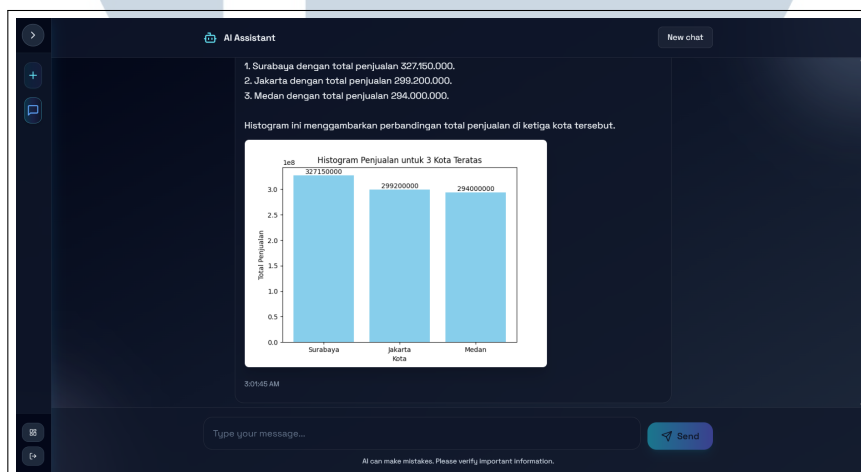 AI Assistant
New chat
1. Surabaya dengan total penjualan 327.150.000.
2. Jakarta dengan total penjualan 299.200.000.
3. Medan dengan total penjualan 294.000.000.
Histogram ini menggambarkan perbandingan total penjualan di ketiga kota tersebut.
1e8
Histogram Penjualan untuk 3 Kota Teratas
327150000
299200000
294000000
3.0
2.5
2.0
1.5
1.0
0.5
0.0
Total Penjualan
Surabaya
Jakarta
Medan
Kota
3:01:45 AM
Type your message...
Send
AI can make mistakes. Please verify important information.